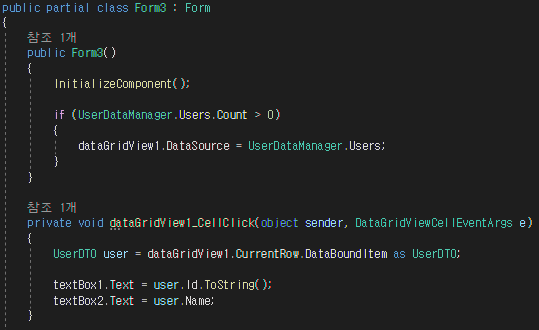 public partial class Form3 : Form
{
참조 1개
public Form3()
{
InitializeComponent();
if (UserDataManager.Users.Count > 0)
{
dataGridView1.DataSource = UserDataManager.Users;
}
}
참조 1개
private void dataGridView1_CellClick(object sender, DataGridViewCellEventArgs e)
{
UserDTO user = dataGridView1.CurrentRow.DataBoundItem as UserDTO;
textBox1.Text = user.Id.ToString();
textBox2.Text = user.Name;
}